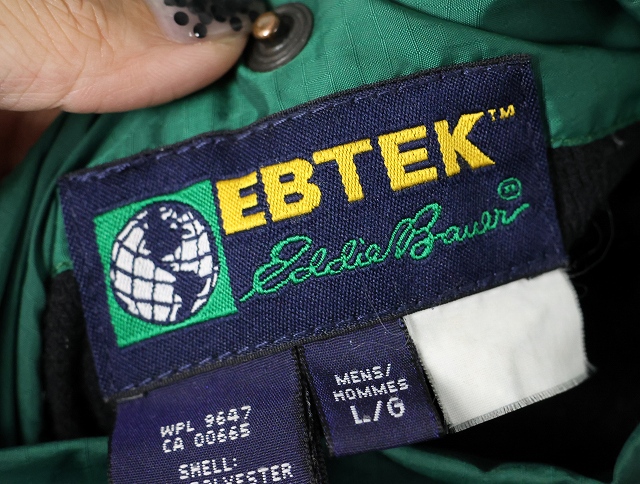 EBTEK™
Eddie Bauer®
MENS/
HOMMES
L/G
WPL 9647
CA 00665
SHELL: